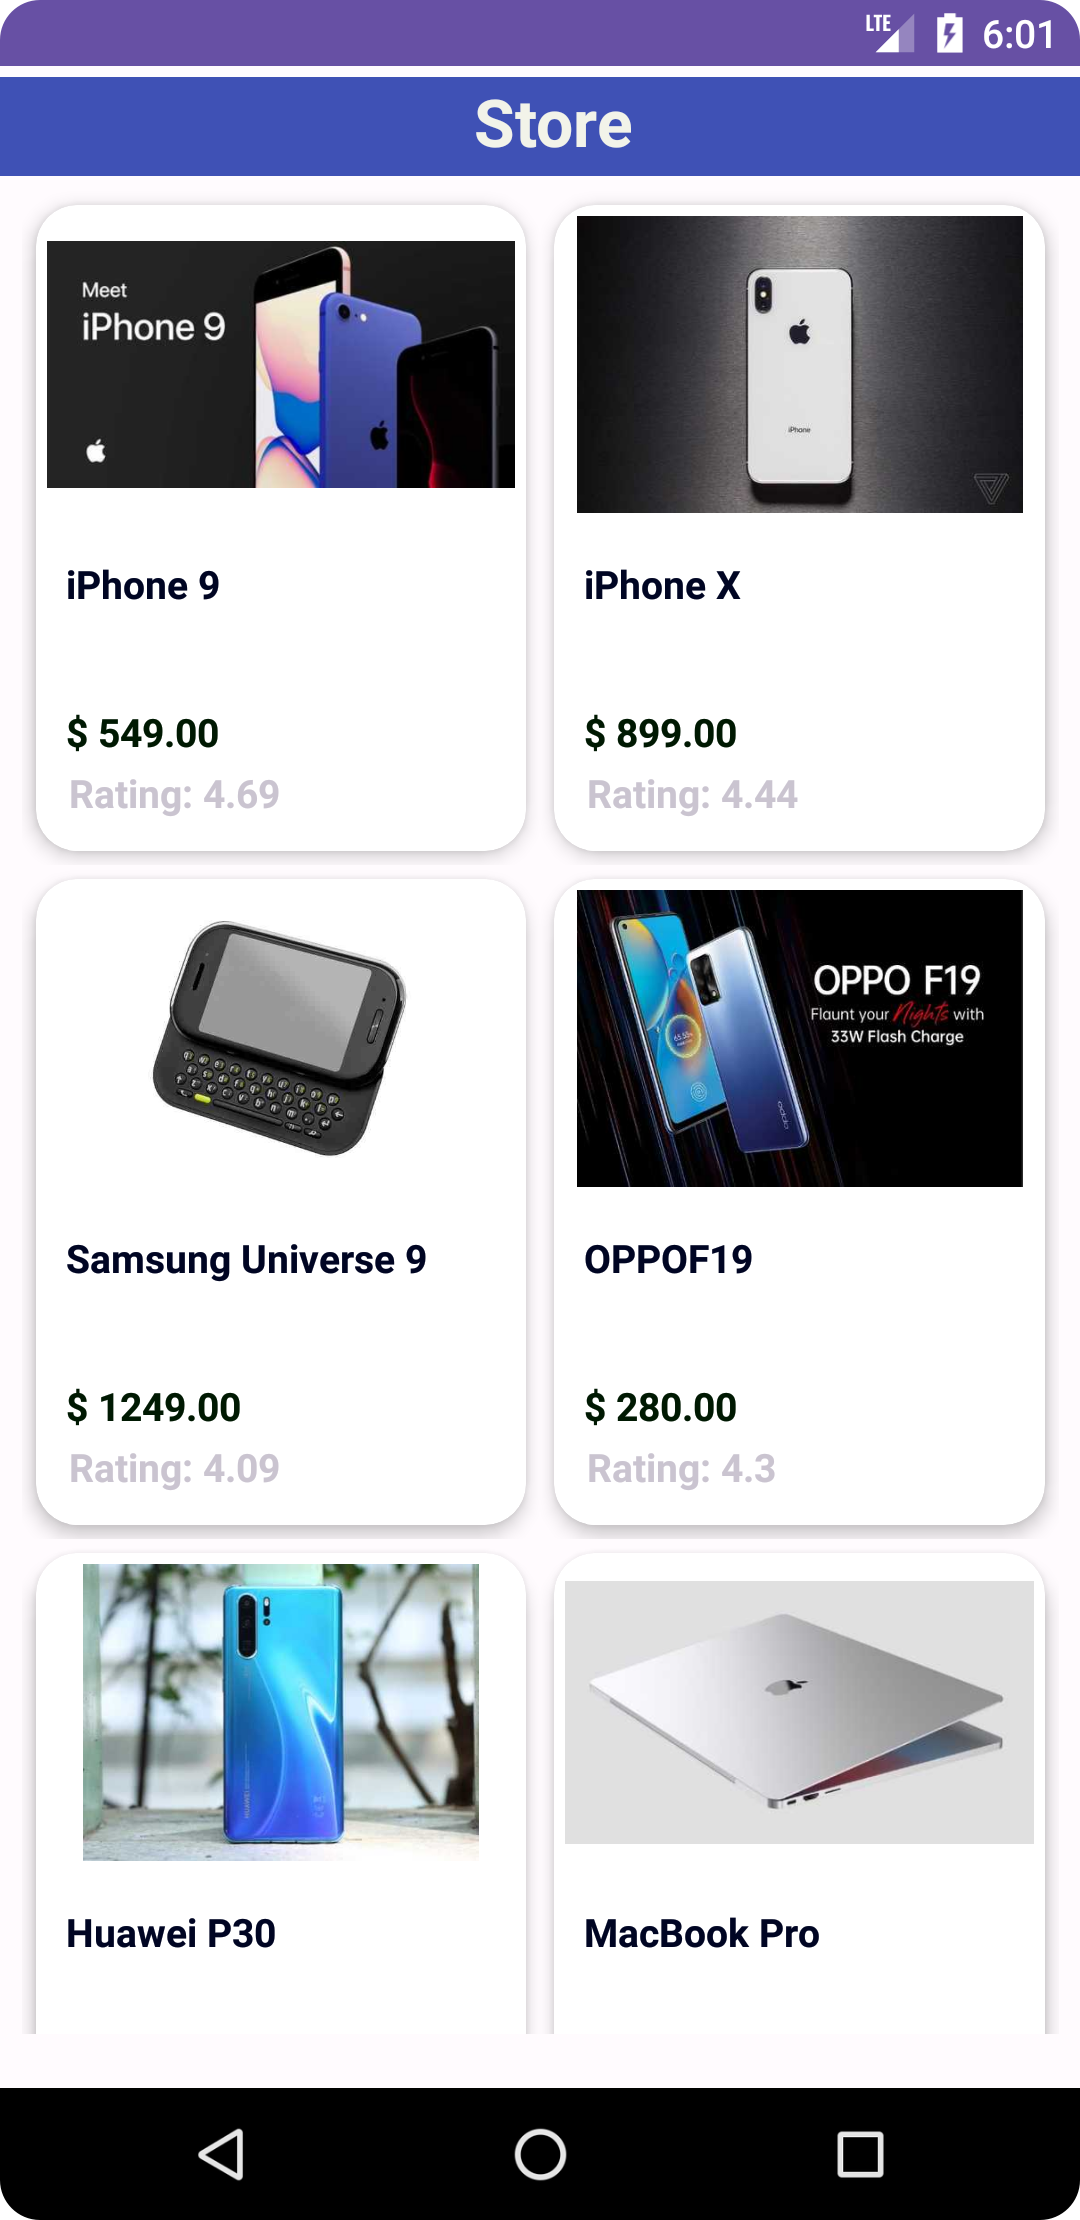 LTE 6:01
Store
Meet
iPhone 9
iPhone
iPhone 9
iPhone X
$ 549.00
$ 899.00
Rating: 4.69
Rating: 4.44
OPPO F19
Flaunt your Nights with
33W Flash Charge
oppo
Samsung Universe 9
OPPOF19
$ 1249.00
$ 280.00
Rating: 4.09
Rating: 4.3
HUAWEI
Huawei P30
MacBook Pro